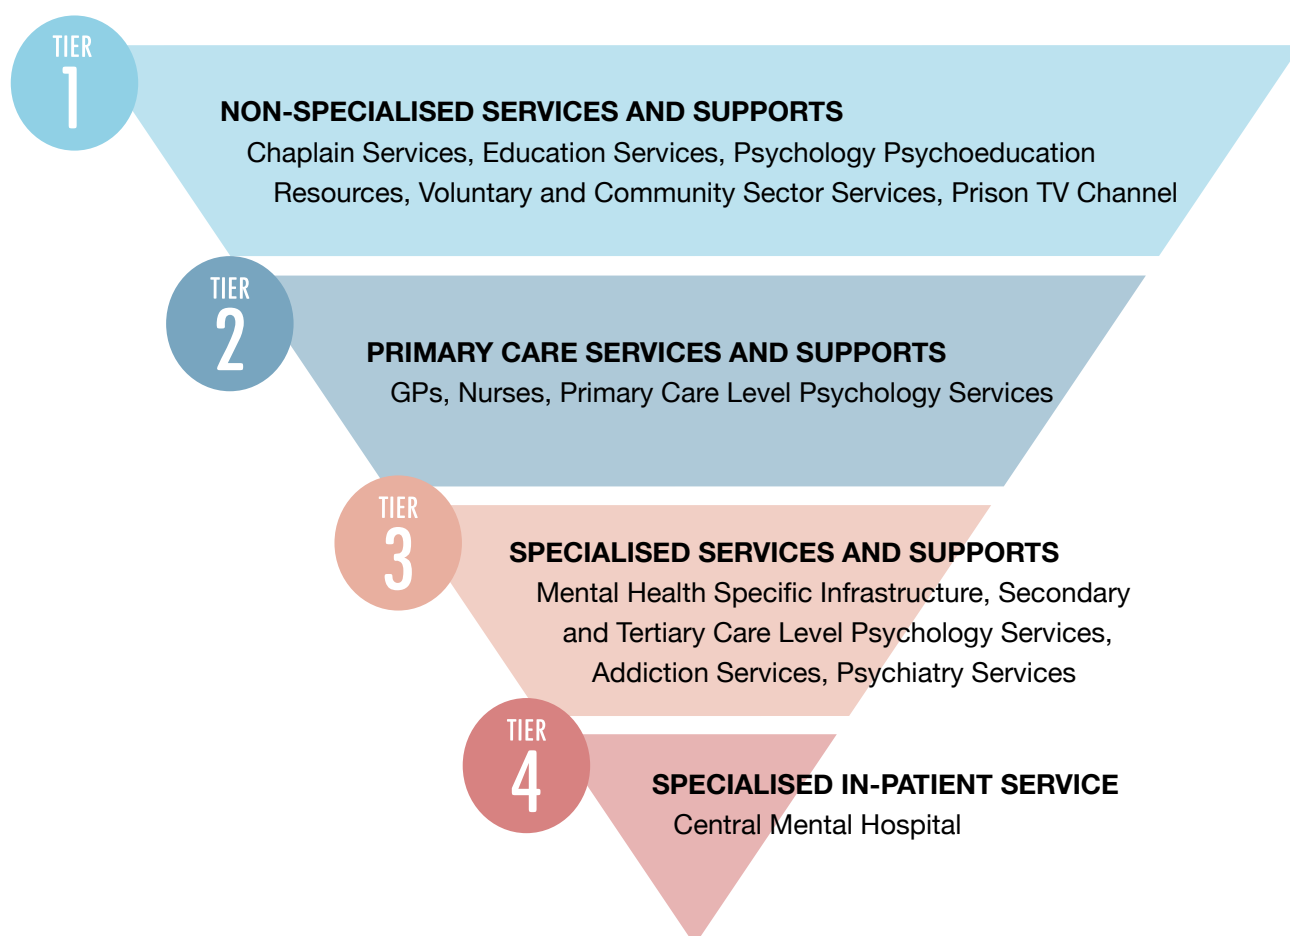 TIER
1
NON-SPECIALISED SERVICES AND SUPPORTS
Chaplain Services, Education Services, Psychology Psychoeducation
Resources, Voluntary and Community Sector Services, Prison TV Channel
TIER
2
PRIMARY CARE SERVICES AND SUPPORTS
GPs, Nurses, Primary Care Level Psychology Services
TIER
3
SPECIALISED SERVICES AND SUPPORTS
Mental Health Specific Infrastructure, Secondary
and Tertiary Care Level Psychology Services,
Addiction Services, Psychiatry Services
TIER
4
SPECIALISED IN-PATIENT SERVICE
Central Mental Hospital